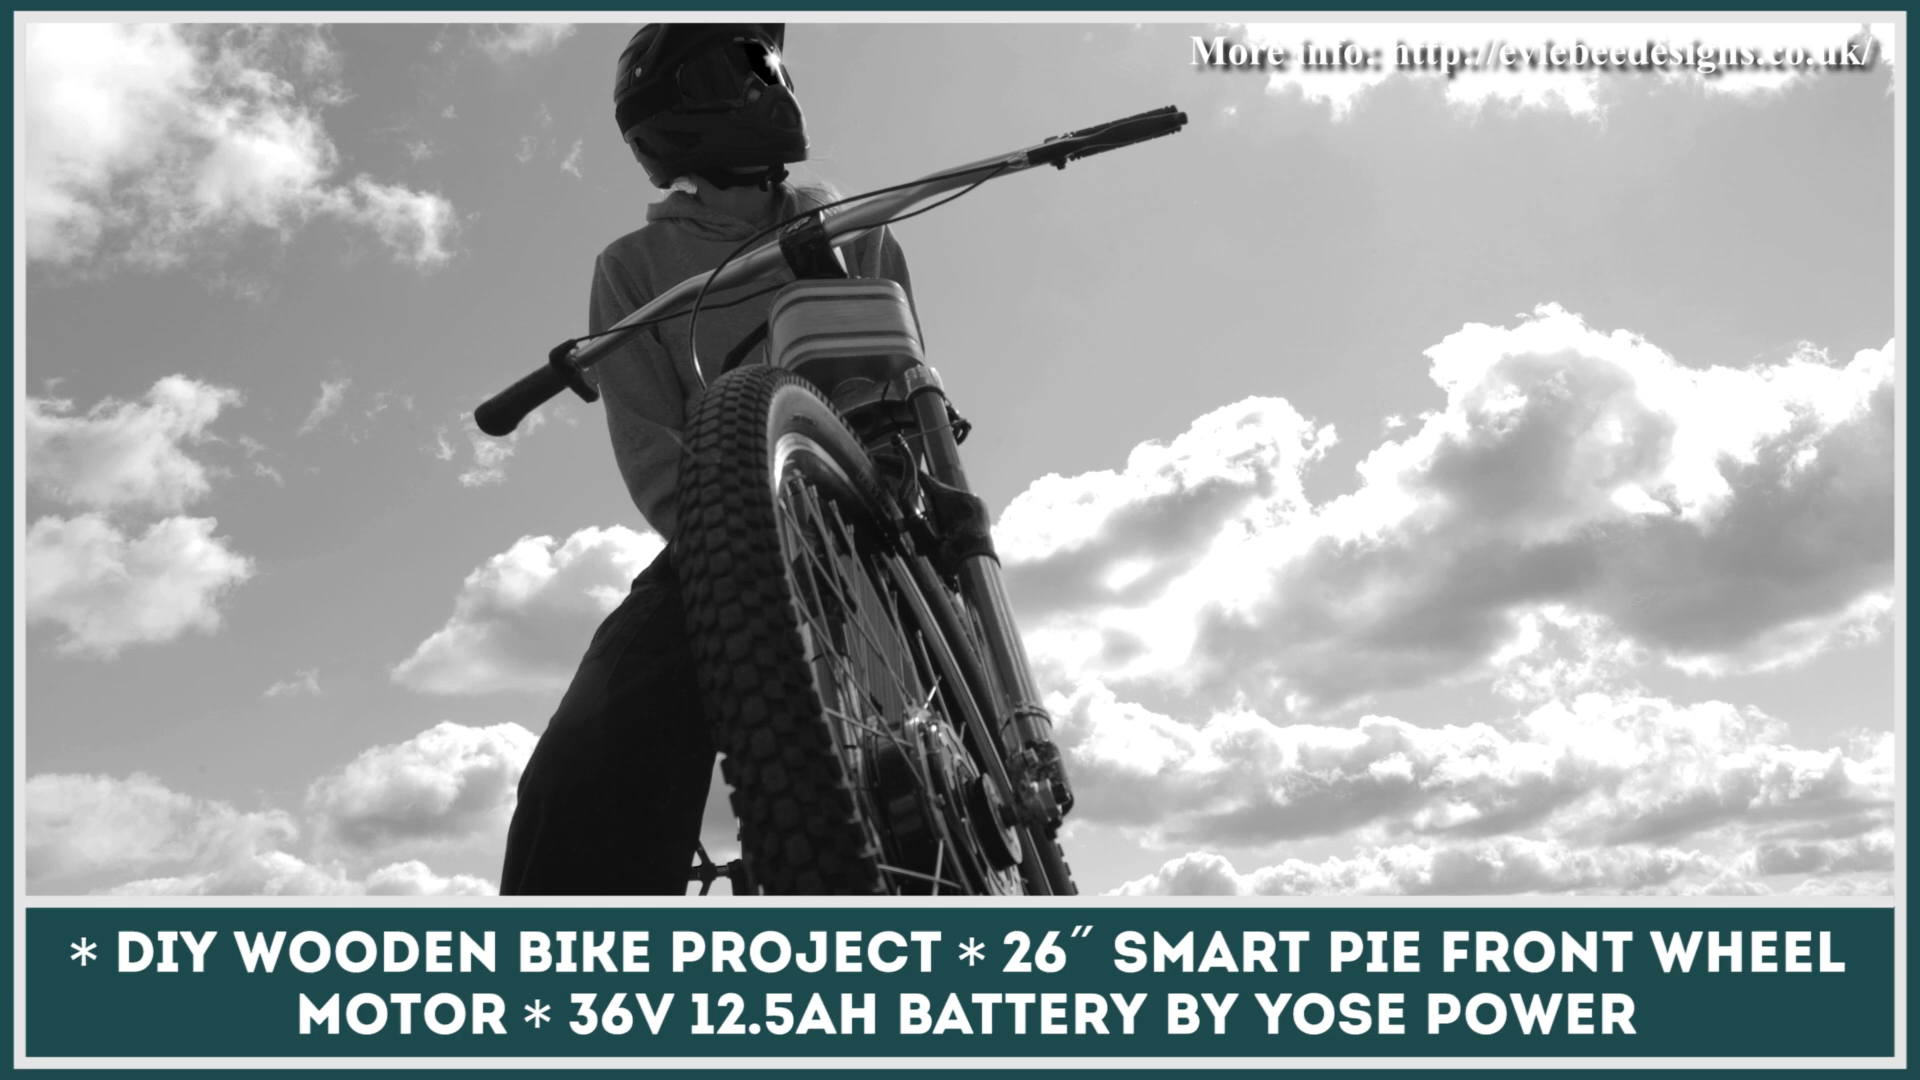 More info: http://eviebeedesigns.co.uk/
* DIY WOODEN BIKE PROJECT * 26″ SMART PIE FRONT WHEEL
MOTOR * 36V 12.5AH BATTERY BY YOSE POWER